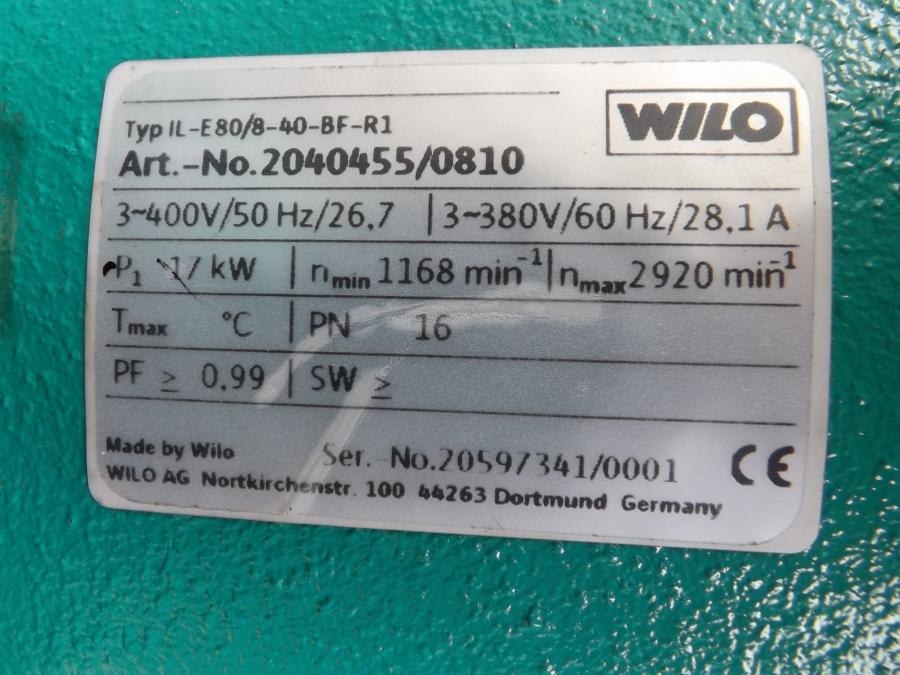 WILO
Typ IL-E80/8-40-BF-R1
Art.-No.2040455/0810
3~400V/50 Hz/26,7 | 3~380V/60 Hz/28,1 A
P₁ 17 kW | nmin 1168 min⁻¹ | nmax 2920 min⁻¹
Tmax °C | PN 16
PF ≥ 0.99 | SW ≥
Made by Wilo
Ser.-No.20597341/0001
CE
WILO AG Nortkirchenstr. 100 44263 Dortmund Germany